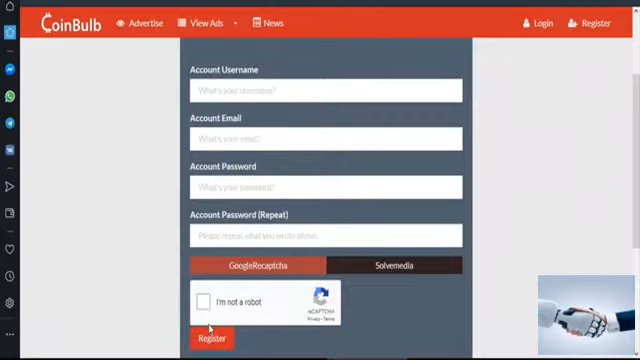 CoinBulb
Advertise
View Ads
News
Login
Register
Account Username
What's your username?
Account Email
What's your email?
Account Password
What's your password?
Account Password (Repeat)
Please repeat what you wrote above.
GoogleRecaptcha
Solvemedia
I'm not a robot
reCAPTCHA
Privacy - Terms
Register